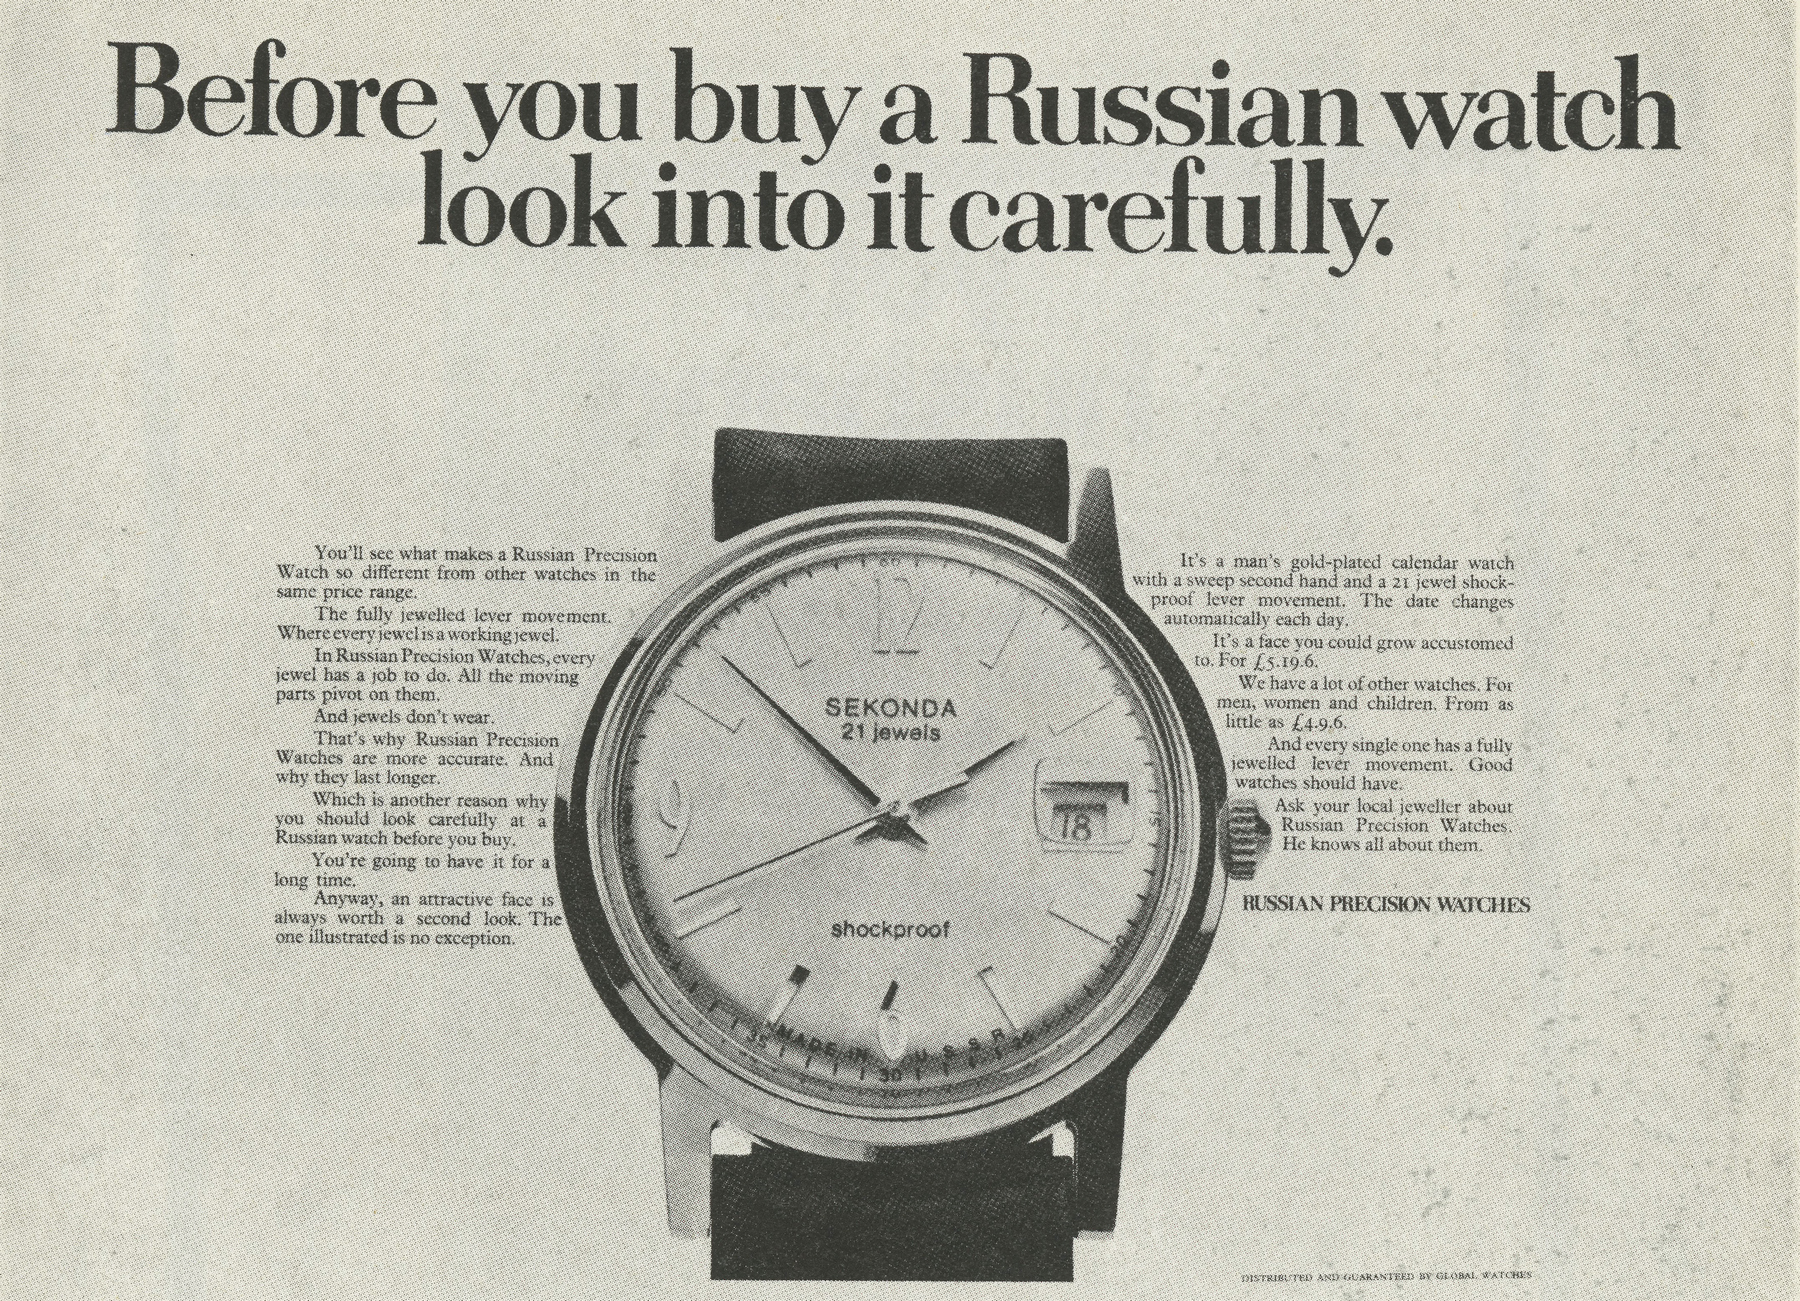 Before you buy a Russian watch
look into it carefully.
You'll see what makes a Russian Precision
Watch so different from other watches in the
same price range.
The fully jewelled lever movement.
Where every jewel is a working jewel.
In Russian Precision Watches, every
jewel has a job to do. All the moving
parts pivot on them.
And jewels don't wear.
That's why Russian Precision
Watches are more accurate. And
why they last longer.
Which is another reason why
you should look carefully at a
Russian watch before you buy.
You're going to have it for a
long time.
Anyway, an attractive face is
always worth a second look. The
one illustrated is no exception.
60
12
SEKONDA
21 jewels
18
15
20
shockproof
35
MADE IN U S S R
25
30
It's a man's gold-plated calendar watch
with a sweep second hand and a 21 jewel shock-
proof lever movement. The date changes
automatically each day.
It's a face you could grow accustomed
to. For £5.19.6.
We have a lot of other watches. For
men, women and children. From as
little as £4.9.6.
And every single one has a fully
jewelled lever movement. Good
watches should have.
Ask your local jeweller about
Russian Precision Watches.
He knows all about them.
RUSSIAN PRECISION WATCHES
DISTRIBUTED AND GUARANTEED BY GLOBAL WATCHES